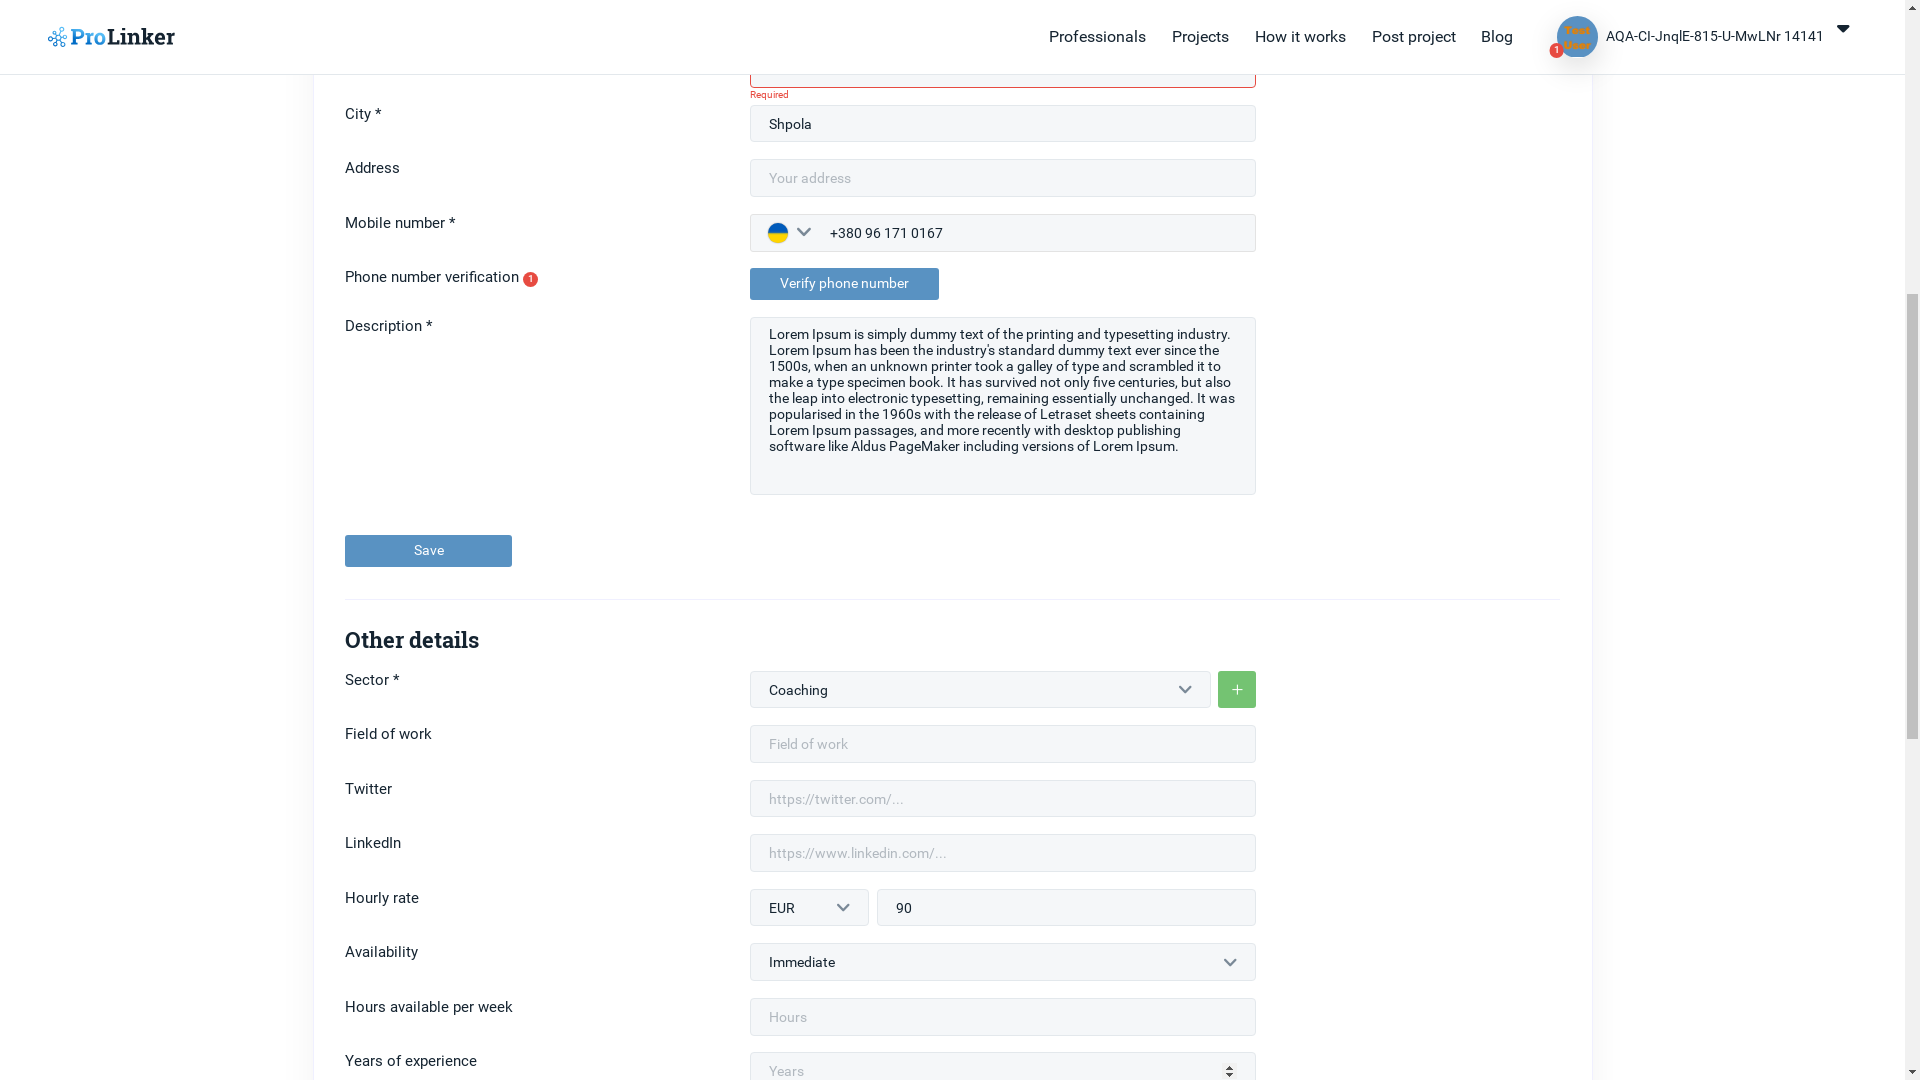 ProLinker
Professionals
Projects
How it works
Post project
Blog
Test
User
1
AQA-CI-JnqlE-815-U-MwLNr 14141
Required
City *
Shpola
Address
Your address
Mobile number *
+380 96 171 0167
Phone number verification 1
Verify phone number
Description *
Lorem Ipsum is simply dummy text of the printing and typesetting industry.
Lorem Ipsum has been the industry's standard dummy text ever since the
1500s, when an unknown printer took a galley of type and scrambled it to
make a type specimen book. It has survived not only five centuries, but also
the leap into electronic typesetting, remaining essentially unchanged. It was
popularised in the 1960s with the release of Letraset sheets containing
Lorem Ipsum passages, and more recently with desktop publishing
software like Aldus PageMaker including versions of Lorem Ipsum.
Save
Other details
Sector *
Coaching
Field of work
Field of work
Twitter
https://twitter.com/...
LinkedIn
https://www.linkedin.com/...
Hourly rate
EUR
90
Availability
Immediate
Hours available per week
Hours
Years of experience
Years